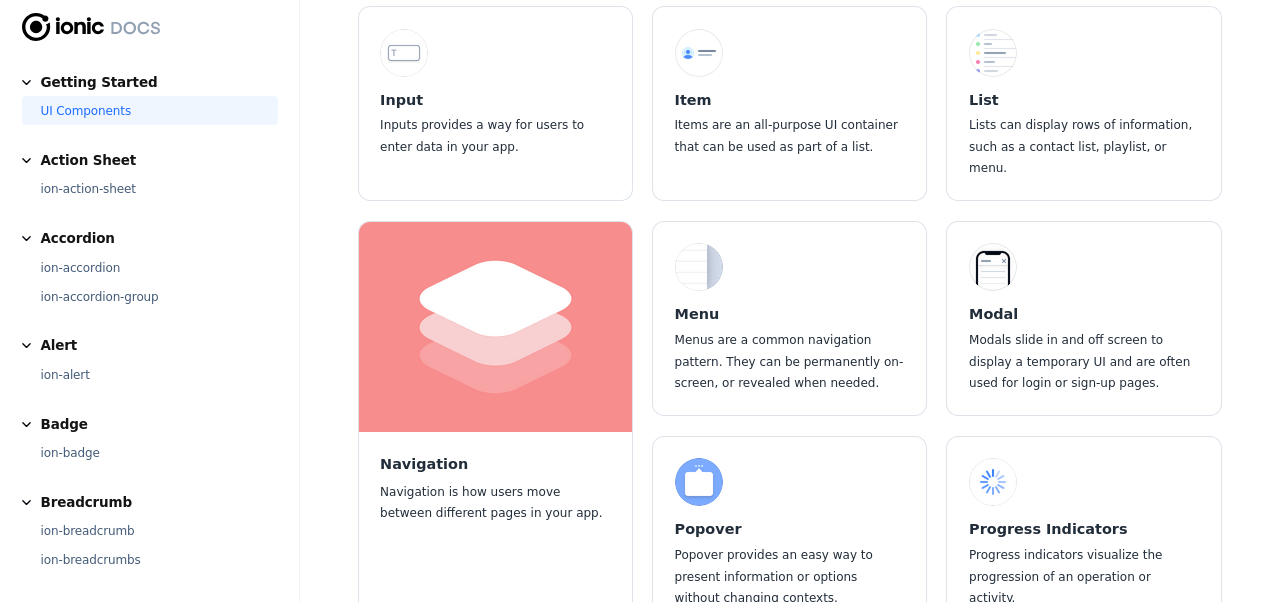 ionic DOCS
Getting Started
UI Components
Action Sheet
ion-action-sheet
Accordion
ion-accordion
ion-accordion-group
Alert
ion-alert
Badge
ion-badge
Breadcrumb
ion-breadcrumb
ion-breadcrumbs
T
Input
Inputs provides a way for users to
enter data in your app.
Item
Items are an all-purpose UI container
that can be used as part of a list.
List
Lists can display rows of information,
such as a contact list, playlist, or
menu.
Navigation
Navigation is how users move
between different pages in your app.
Menu
Menus are a common navigation
pattern. They can be permanently on-
screen, or revealed when needed.
Modal
Modals slide in and off screen to
display a temporary UI and are often
used for login or sign-up pages.
Popover
Popover provides an easy way to
present information or options
without changing contexts.
Progress Indicators
Progress indicators visualize the
progression of an operation or
activity.